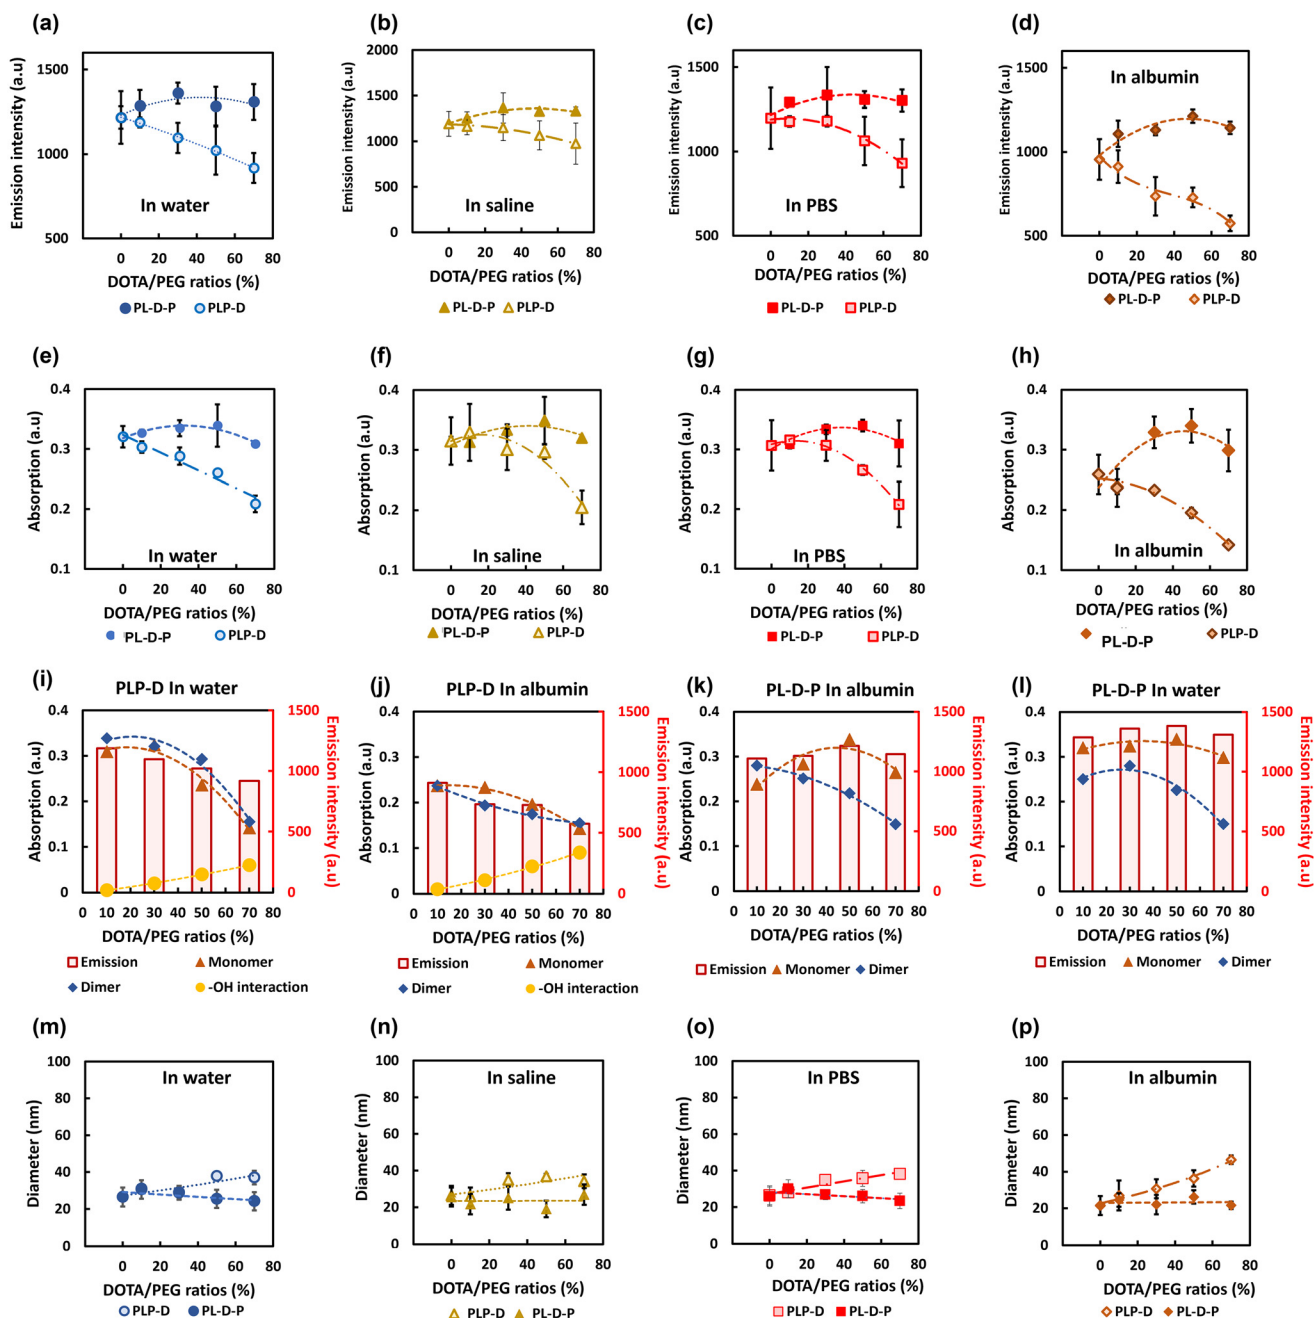 (a)
(b)
(c)
(d)
Emission intensity (a.u)
1500
1000
500
In water
0 20 40 60 80
DOTA/PEG ratios (%)
PL-D-P PLP-D
Emission intensity (a.u)
2000
1500
1000
500
0
In saline
0 20 40 60 80
DOTA/PEG ratios (%)
PL-D-P PLP-D
Emission intensity (a.u)
1500
1000
500
In PBS
0 20 40 60 80
DOTA/PEG ratios (%)
PL-D-P PLP-D
Emission intensity (a.u)
In albumin
1500
1000
500
0 20 40 60 80
DOTA/PEG ratios (%)
PL-D-P PLP-D
(e)
(f)
(g)
(h)
Absorption (a.u)
0.4
0.3
0.2
0.1
In water
0 20 40 60 80
DOTA/PEG ratios (%)
PL-D-P PLP-D
Absorption (a.u)
0.4
0.3
0.2
0.1
In saline
0 20 40 60 80
DOTA/PEG ratios (%)
PL-D-P PLP-D
Absorption (a.u)
0.4
0.3
0.2
0.1
In PBS
0 20 40 60 80
DOTA/PEG ratios (%)
PL-D-P PLP-D
Absorption (a.u)
0.4
0.3
0.2
0.1
In albumin
0 20 40 60 80
DOTA/PEG ratios (%)
PL-D-P PLP-D
(i)
(j)
(k)
(l)
PLP-D In water
Absorption (a.u)
0.4
0.3
0.2
0.1
0
1500
1000
500
0
Emission intensity (a.u)
0 10 20 30 40 50 60 70 80
DOTA/PEG ratios (%)
Emission Monomer
Dimer -OH interaction
PLP-D In albumin
Absorption (a.u)
0.4
0.3
0.2
0.1
0
1500
1000
500
0
Emission intensity (a.u)
0 10 20 30 40 50 60 70 80
DOTA/PEG ratios (%)
Emission Monomer
Dimer -OH interaction
PL-D-P In albumin
Absorption (a.u)
0.4
0.3
0.2
0.1
0
1500
1000
500
0
Emission intensity (a.u)
0 10 20 30 40 50 60 70 80
DOTA/PEG ratios (%)
Emission Monomer Dimer
PL-D-P In water
Absorption (a.u)
0.4
0.3
0.2
0.1
0
1500
1000
500
0
Emission intensity (a.u)
0 10 20 30 40 50 60 70 80
DOTA/PEG ratios (%)
Emission Monomer Dimer
(m)
(n)
(o)
(p)
Diameter (nm)
100
80
60
40
20
0
In water
0 20 40 60 80
DOTA/PEG ratios (%)
PLP-D PL-D-P
Diameter (nm)
100
80
60
40
20
0
In saline
0 20 40 60 80
DOTA/PEG ratios (%)
PLP-D PL-D-P
Diameter (nm)
100
80
60
40
20
0
In PBS
0 20 40 60 80
DOTA/PEG ratios (%)
PLP-D PL-D-P
Diameter (nm)
100
80
60
40
20
0
In albumin
0 20 40 60 80
DOTA/PEG ratios (%)
PLP-D PL-D-P